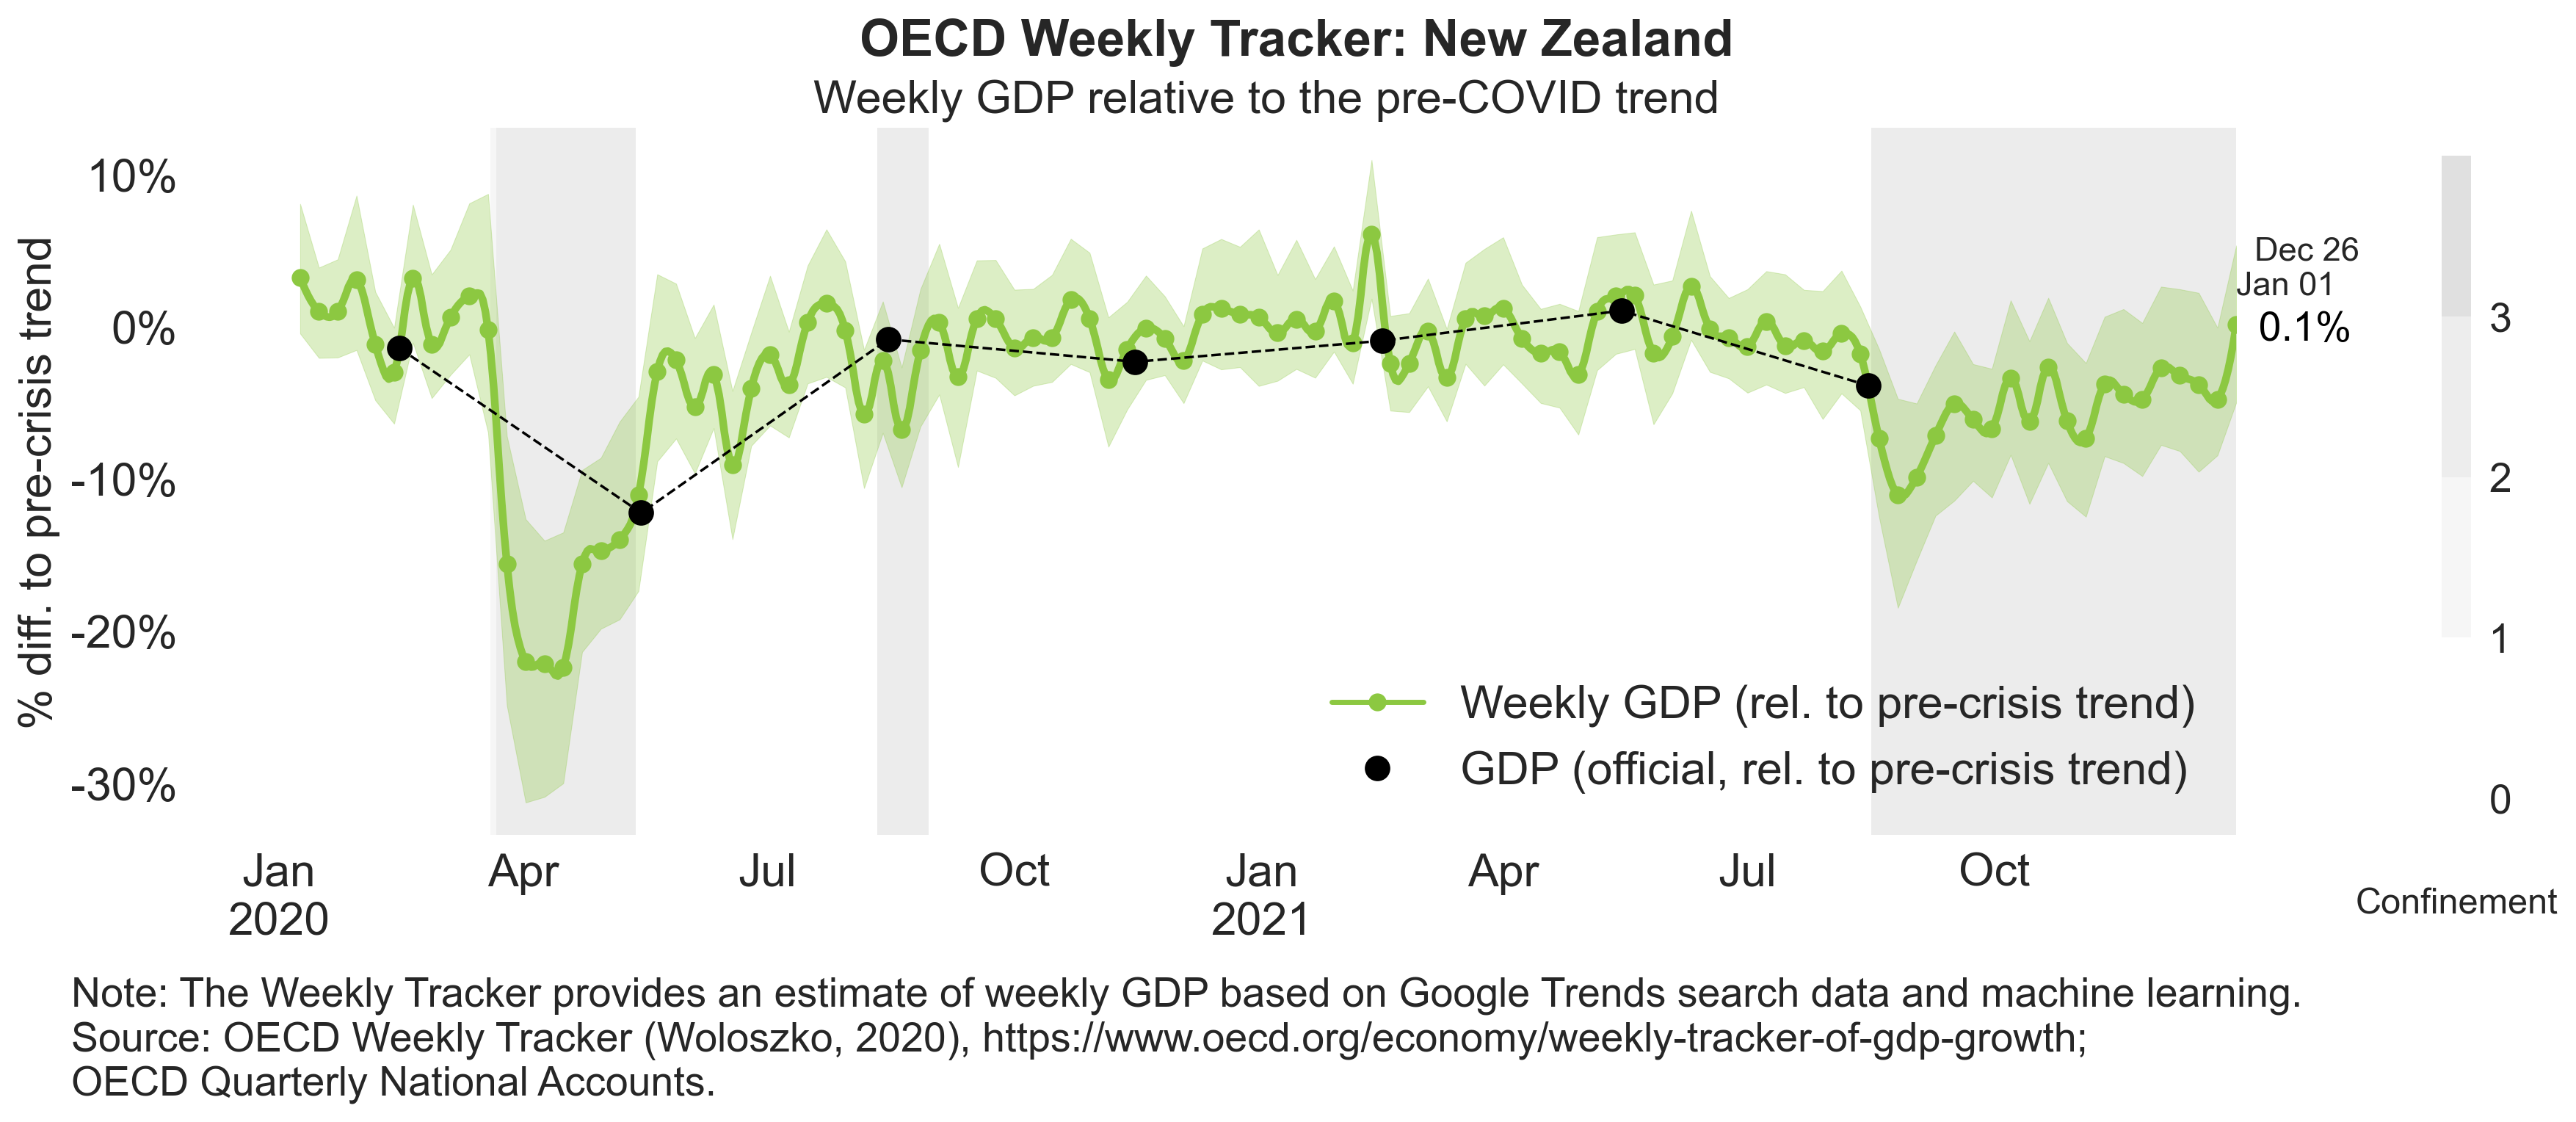 OECD Weekly Tracker: New Zealand
Weekly GDP relative to the pre-COVID trend
% diff. to pre-crisis trend
10%
0%
-10%
-20%
-30%
Dec 26
Jan 01
0.1%
3
2
1
0
Confinement
Weekly GDP (rel. to pre-crisis trend)
GDP (official, rel. to pre-crisis trend)
Jan Apr Jul Oct Jan Apr Jul Oct
2020 2021
Note: The Weekly Tracker provides an estimate of weekly GDP based on Google Trends search data and machine learning.
Source: OECD Weekly Tracker (Woloszko, 2020), https://www.oecd.org/economy/weekly-tracker-of-gdp-growth;
OECD Quarterly National Accounts.